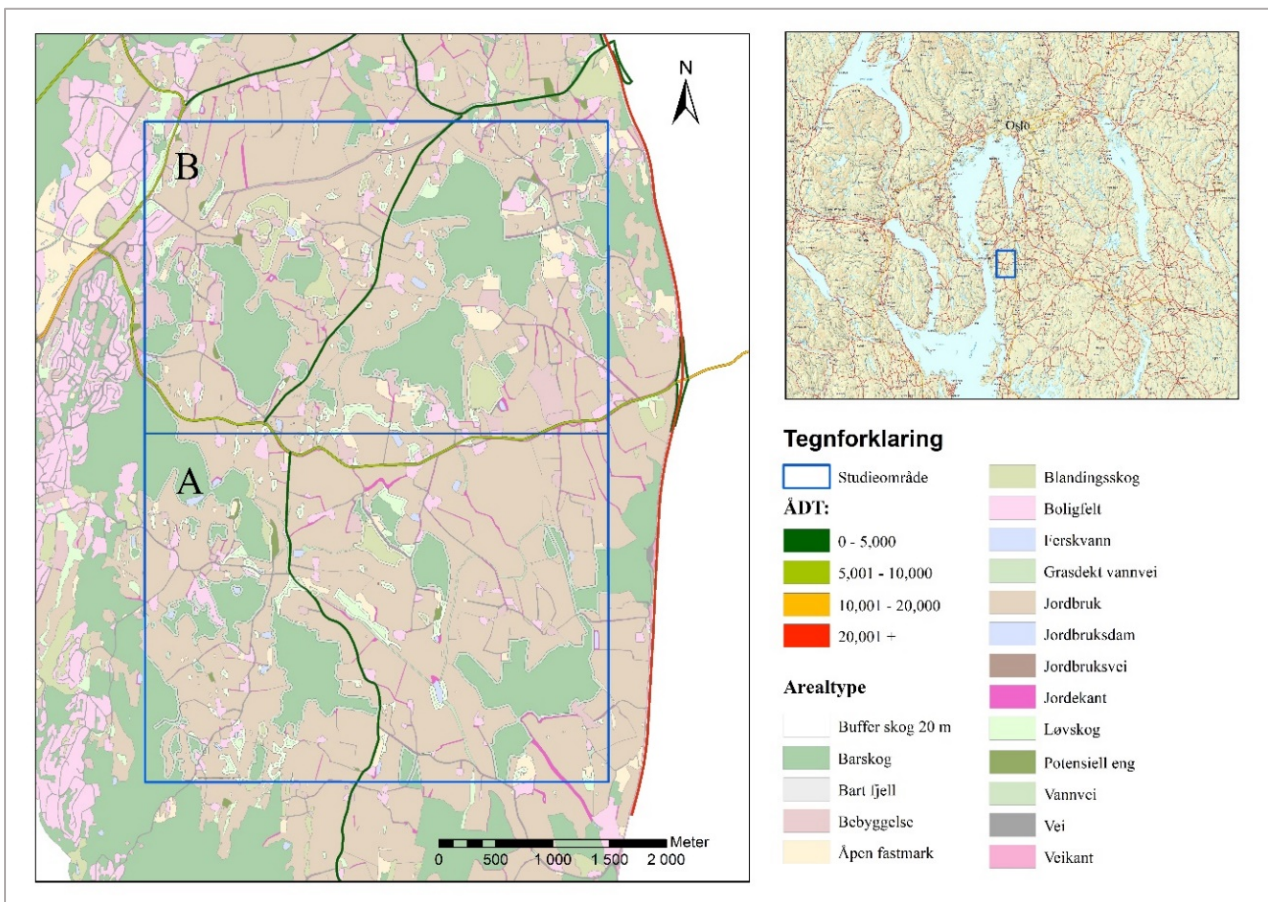 N
B
A
Meter
0 500 1 000 1 500 2 000
Oslo
Tegnforklaring
Studieområde
ÅDT:
0 - 5,000
5,001 - 10,000
10,001 - 20,000
20,001 +
Arealtype
Buffer skog 20 m
Barskog
Bart fjell
Bebyggelse
Åpen fastmark
Blandingsskog
Boligfelt
Ferskvann
Grasdekt vannvei
Jordbruk
Jordbruksdam
Jordbruksvei
Jordekant
Løvskog
Potensiell eng
Vannvei
Vei
Veikant